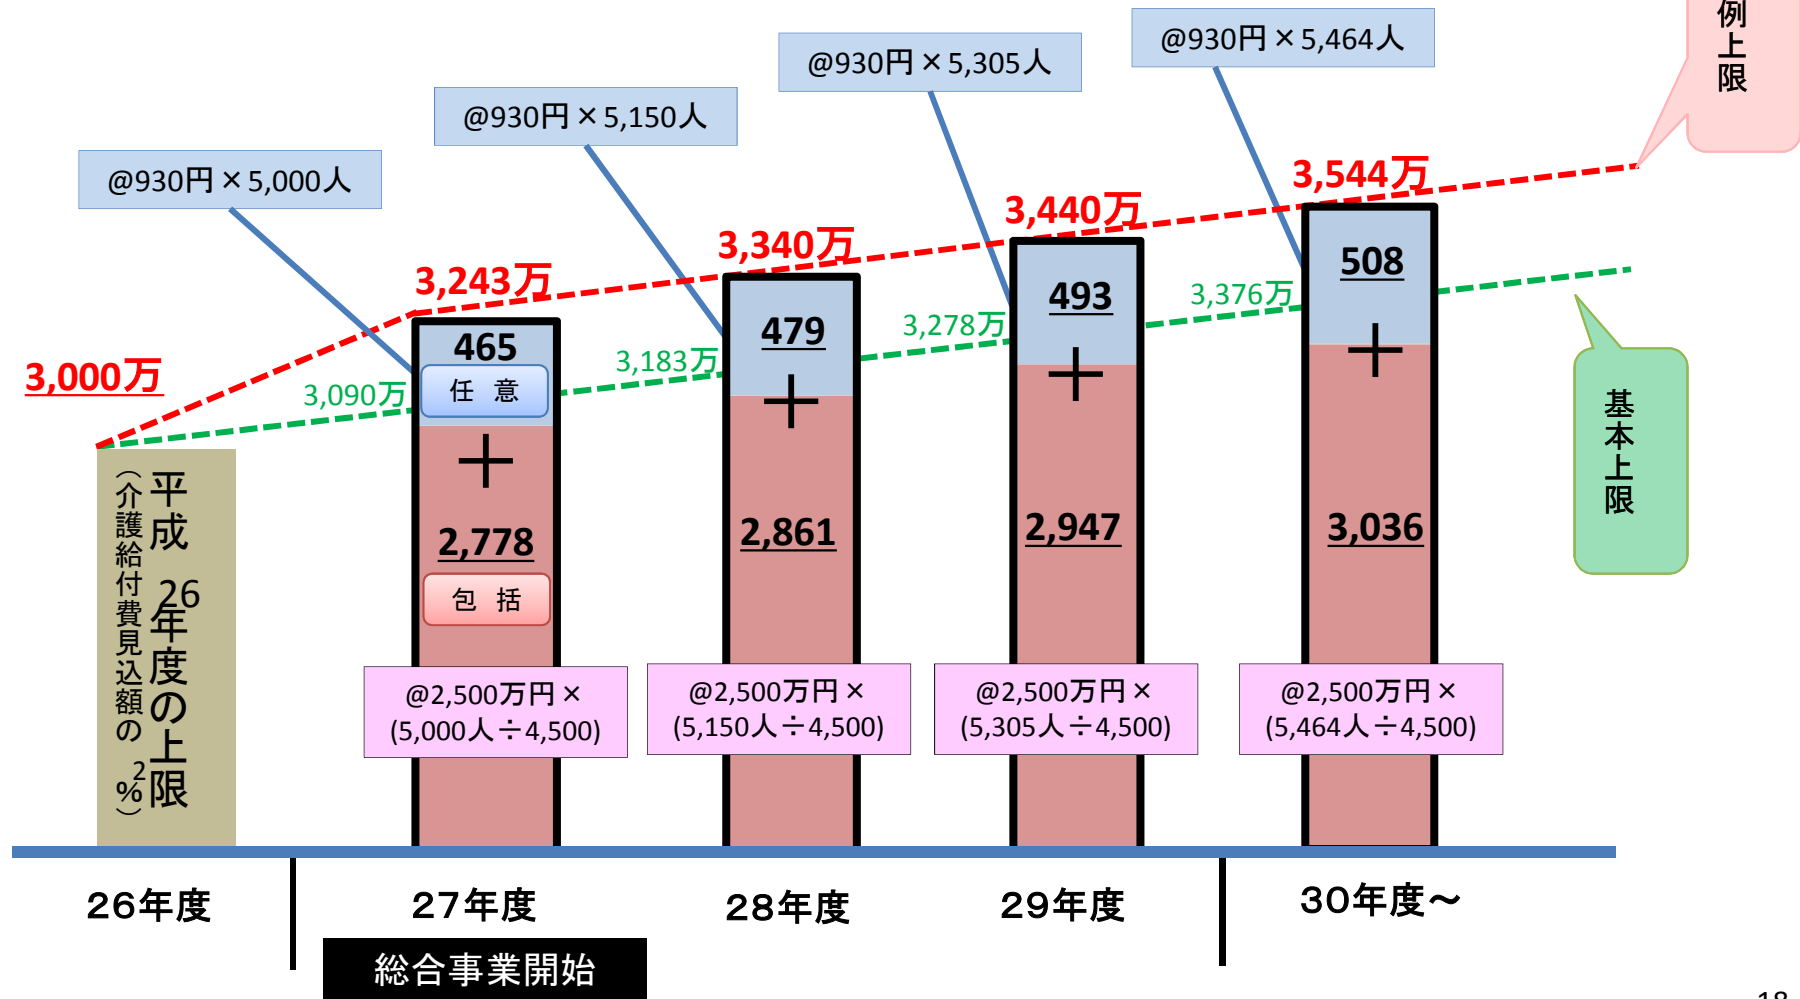 例上限
@930円×5,464人
@930円×5,305人
@930円×5,150人
@930円×5,000人
3,544万
3,440万
3,340万
3,243万
3,000万
3,376万
3,278万
3,183万
3,090万
508
493
479
465
任 意
基本上限
平成26年度の上限
（介護給付費見込額の2%）
＋
＋
＋
＋
2,778
2,861
2,947
3,036
包 括
@2,500万円×
(5,000人÷4,500)
@2,500万円×
(5,150人÷4,500)
@2,500万円×
(5,305人÷4,500)
@2,500万円×
(5,464人÷4,500)
26年度
27年度
28年度
29年度
30年度～
総合事業開始
18